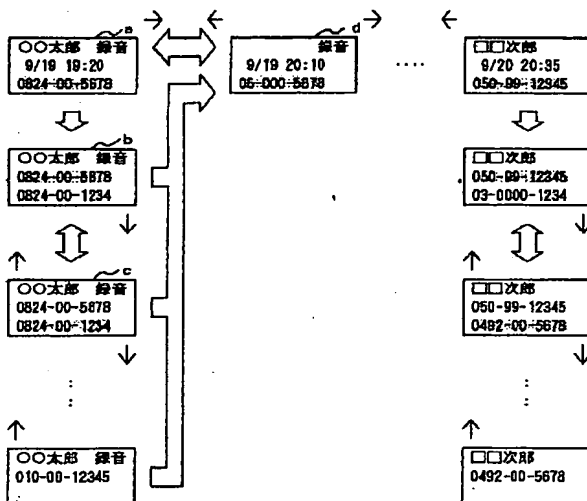 a
○○太郎 録音
9/19 19:20
0824-00-5678
d
録音
9/19 20:10
06-000-5678
□□次郎
9/20 20:35
050-99-12345
b
○○太郎 録音
0824-00-5678
0824-00-1234
□□次郎
050-99-12345
03-0000-1234
c
○○太郎 録音
0824-00-5678
0824-00-1234
□□次郎
050-99-12345
0492-00-5678
○○太郎 録音
010-00-12345
□□次郎
0492-00-5678